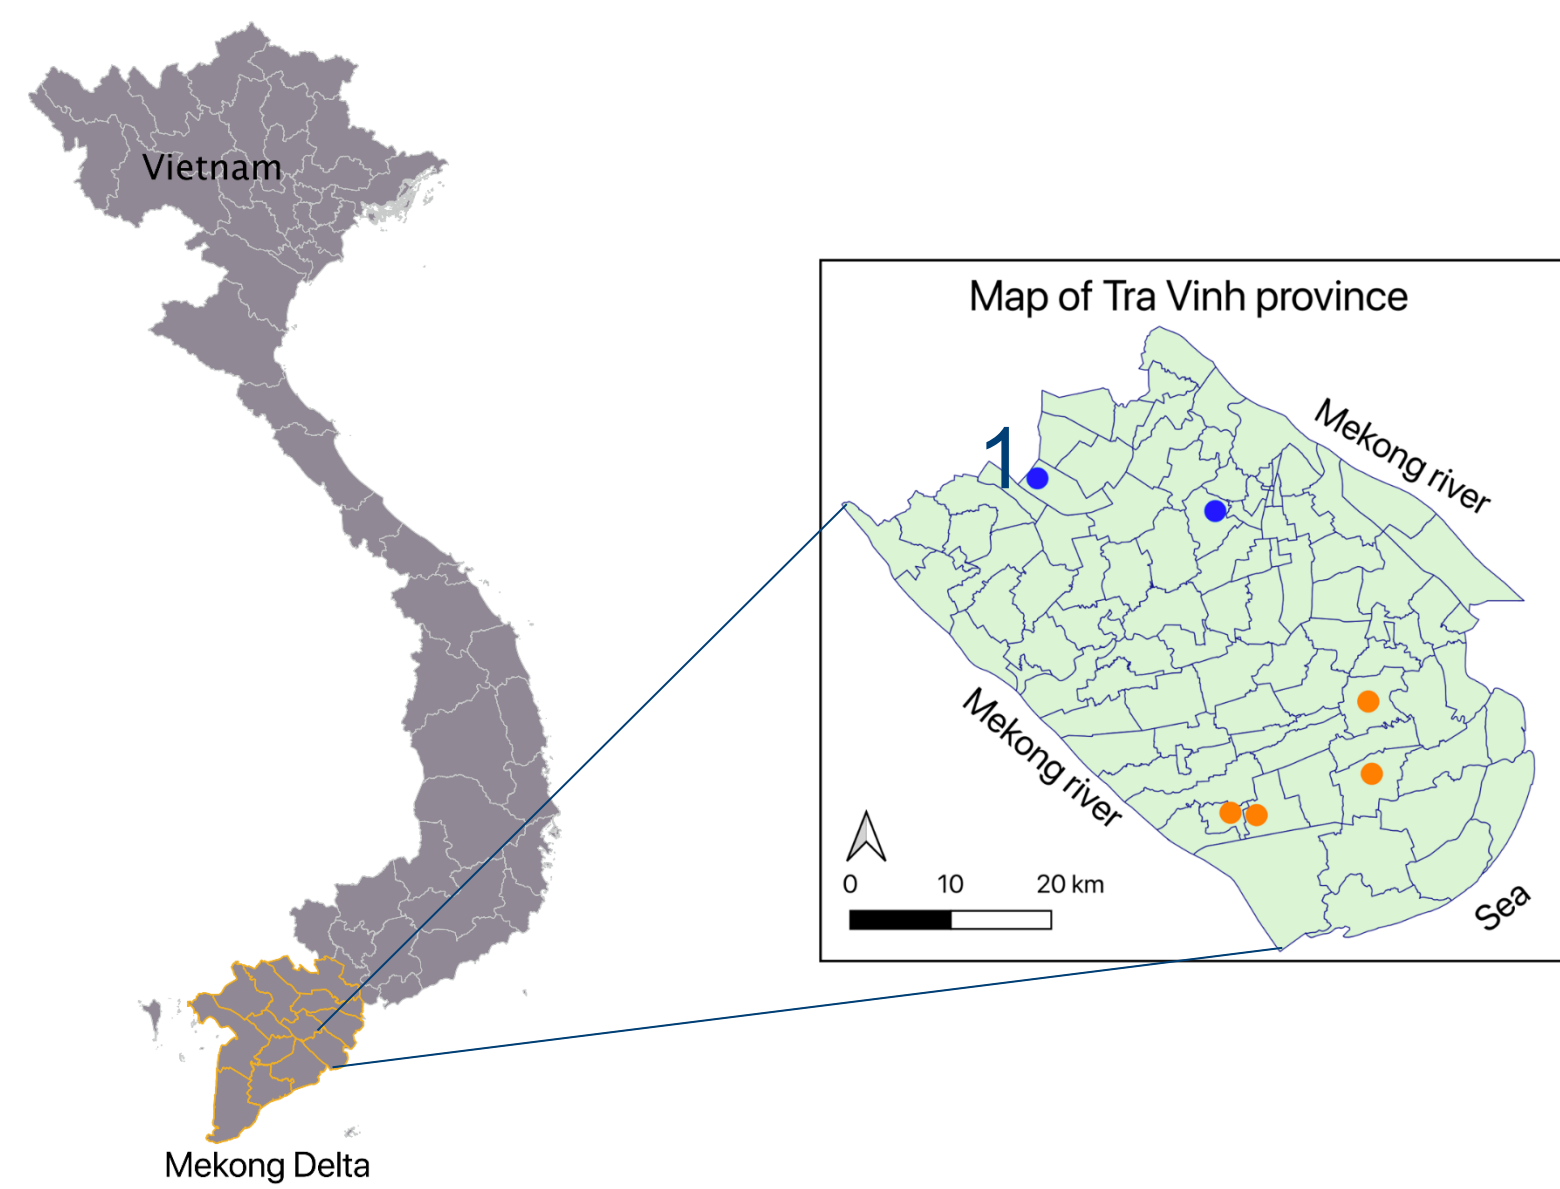 Vietnam
Map of Tra Vinh province
Mekong river
1
Mekong river
0 10 20 km
Sea
Mekong Delta